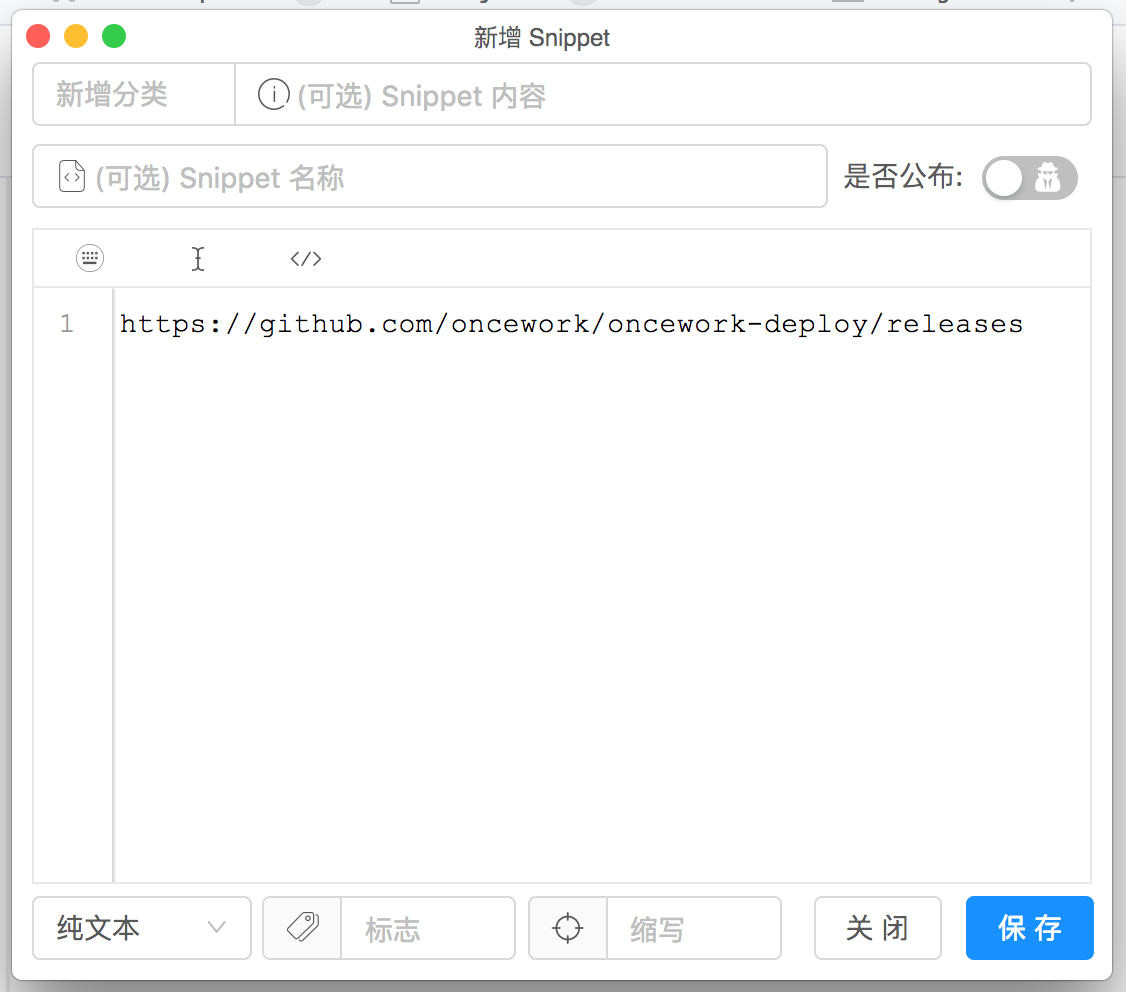 新增 Snippet
新增分类
(可选) Snippet 内容
(可选) Snippet 名称
是否公布:
1
https://github.com/oncework/oncework-deploy/releases
纯文本
标志
缩写
关 闭
保 存